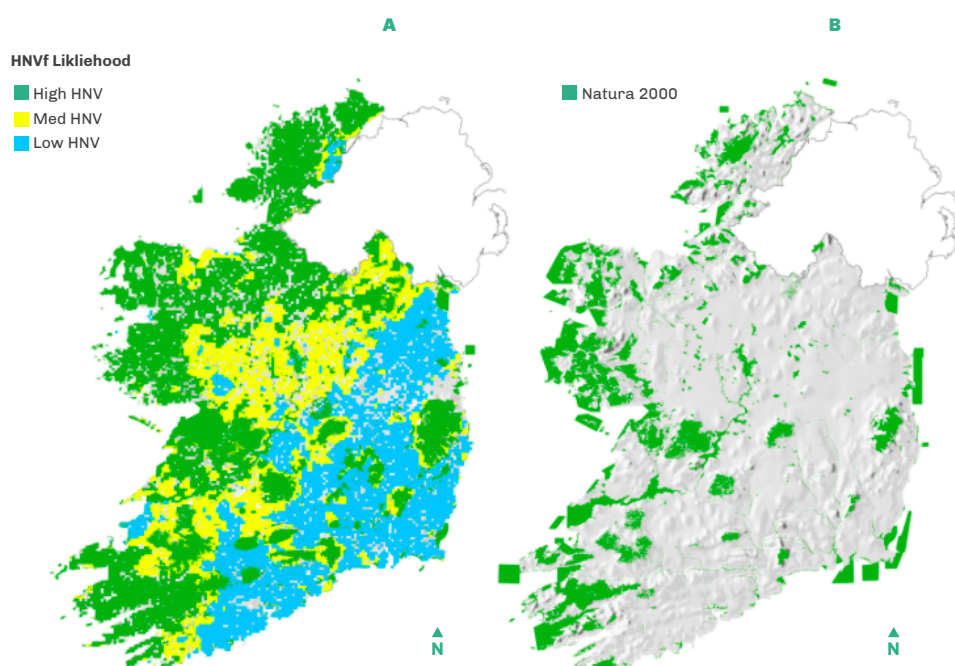 A
B
HNVf Likliehood
High HNV
Med HNV
Low HNV
Natura 2000
N
N